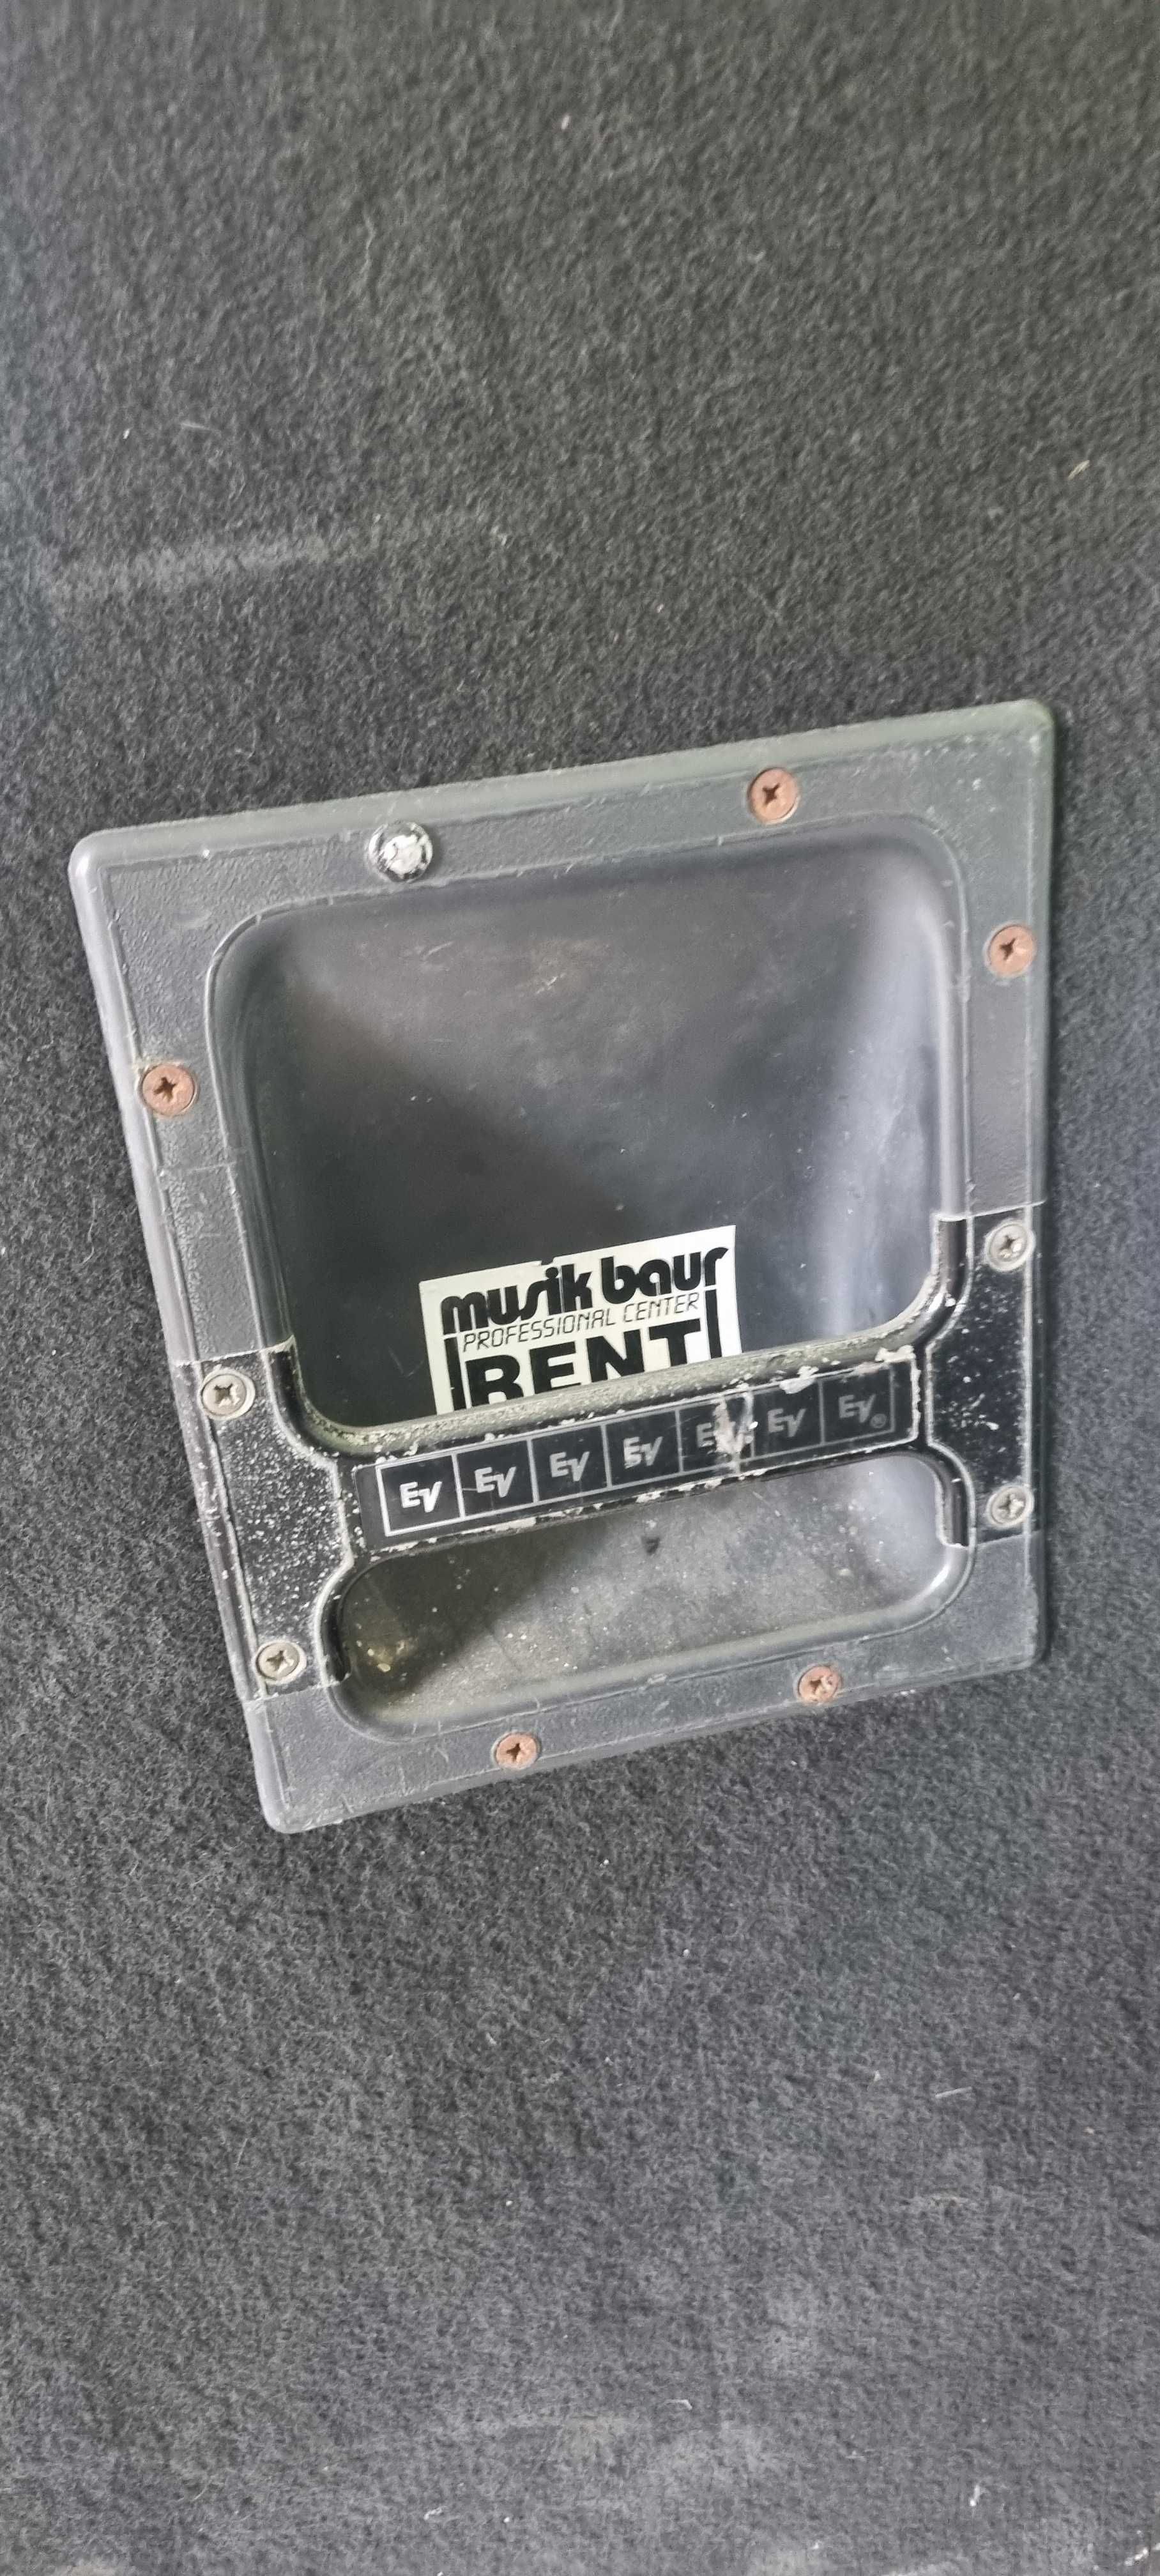 musik baur
PROFESSIONAL CENTER
RENT
EV EV EV EV EV EV EV®